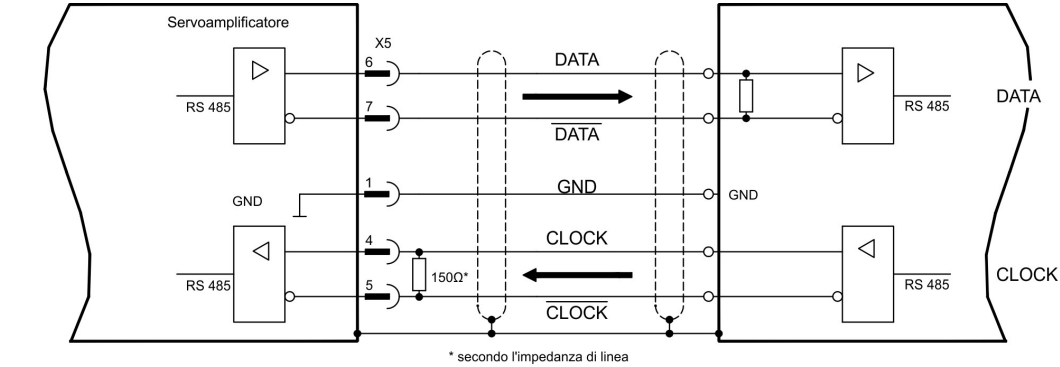 Servoamplificatore
X5
6
DATA
RS 485
RS 485
DATA
7
DATA
1
GND
GND
GND
4
CLOCK
150Ω*
RS 485
RS 485
CLOCK
5
CLOCK
* secondo l'impedanza di linea